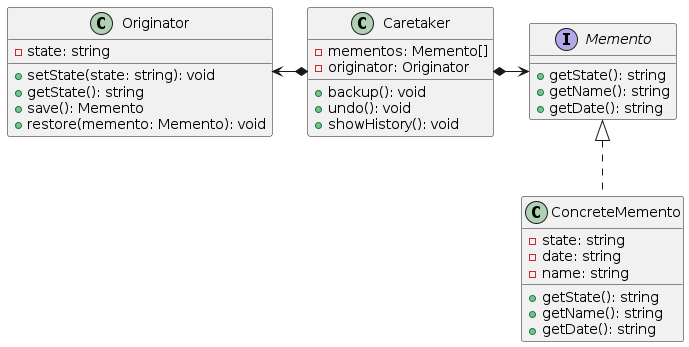 C Originator
state: string
setState(state: string): void
getState(): string
save(): Memento
restore(memento: Memento): void
C Caretaker
mementos: Memento[]
originator: Originator
backup(): void
undo(): void
showHistory(): void
I Memento
getState(): string
getName(): string
getDate(): string
C ConcreteMemento
state: string
date: string
name: string
getState(): string
getName(): string
getDate(): string